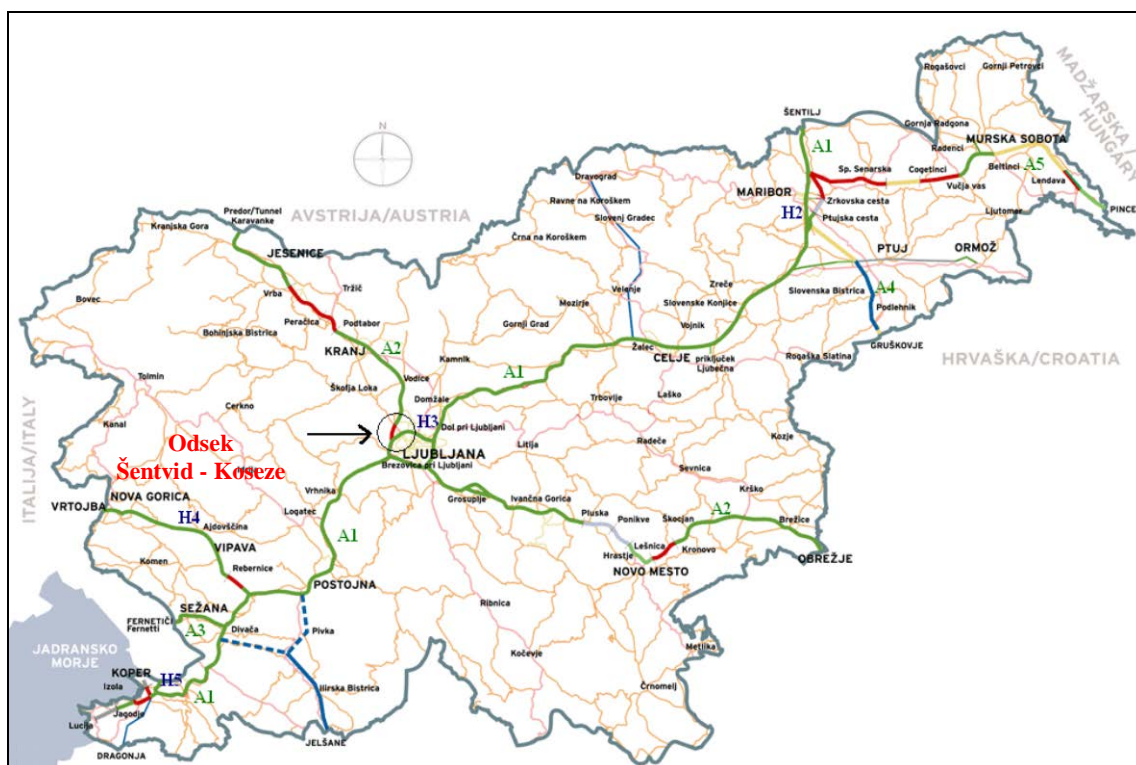 MADŽARSKA /
HUNGARY
Rogašovci
Gornji Petrovci
ŠENTILJ
Gornja Radgona
MURSKA SOBOTA
N
A1
Radenci
Sp. Senarska
Cogetinci
Beltinci
A5
Dravograd
Vučja vas
Lendava
MARIBOR
Zrkovska cesta
Ravne na Koroškem
H2
Ljutomer
PINCE
Predor/Tunnel
Karavanke
AVSTRIJA/AUSTRIA
Slovenj Gradec
Ptujska cesta
Kranjska Gora
Črna na Koroškem
PTUJ
ORMOŽ
JESENICE
Zreče
A4
Tržič
Velenje
Slovenska Bistrica
Bovec
Vrba
Mozirje
Slovenske Konjice
Podlehnik
Peračica
Podtabor
Gornji Grad
Vojnik
Bohinjska Bistrica
GRUŠKOVJE
A2
Žalec
KRANJ
Kamnik
CELJE
priključek
Ljubečna
Rogaška Slatina
HRVAŠKA/CROATIA
A1
Tolmin
Vodice
Škofja Loka
Domžale
Laško
Cerkno
Trbovlje
H3
Dol pri Ljubljani
Kanal
Kozje
ITALIJA/ITALY
Odsek
Litija
Radeče
LJUBLJANA
Šentvid - Koseze
Brezovica pri Ljubljani
Sevnica
Vrhnika
Krško
NOVA GORICA
Grosuplje
Ivančna Gorica
VRTOJBA
H4
Logatec
Pluska
Škocjan
A2
Brežice
Ajdovščina
A1
Ponikve
VIPAVA
Lešnica
Kronovo
Komen
Hrastje
OBREŽJE
Rebernice
NOVO MESTO
POSTOJNA
SEŽANA
Ribnica
FERNETIČI
Fernetti
A3
Divača
Pivka
JADRANSKO
MORJE
Metlika
Kočevje
KOPER
H5
Izola
Črnomelj
A1
Ilirska Bistrica
Lucija
Jagodje
JELŠANE
DRAGONJA